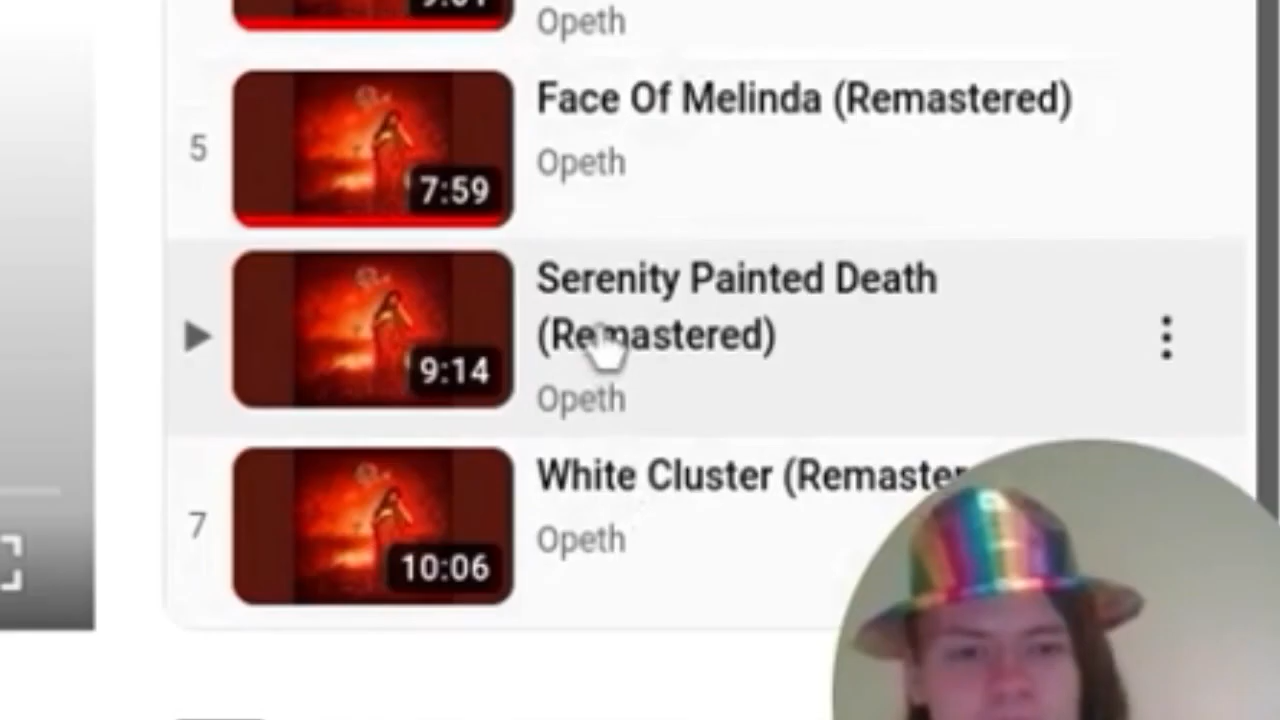 Opeth
5
Face Of Melinda (Remastered)
7:59
Opeth
Serenity Painted Death
(Remastered)
9:14
Opeth
7
White Cluster (Remaster
10:06
Opeth